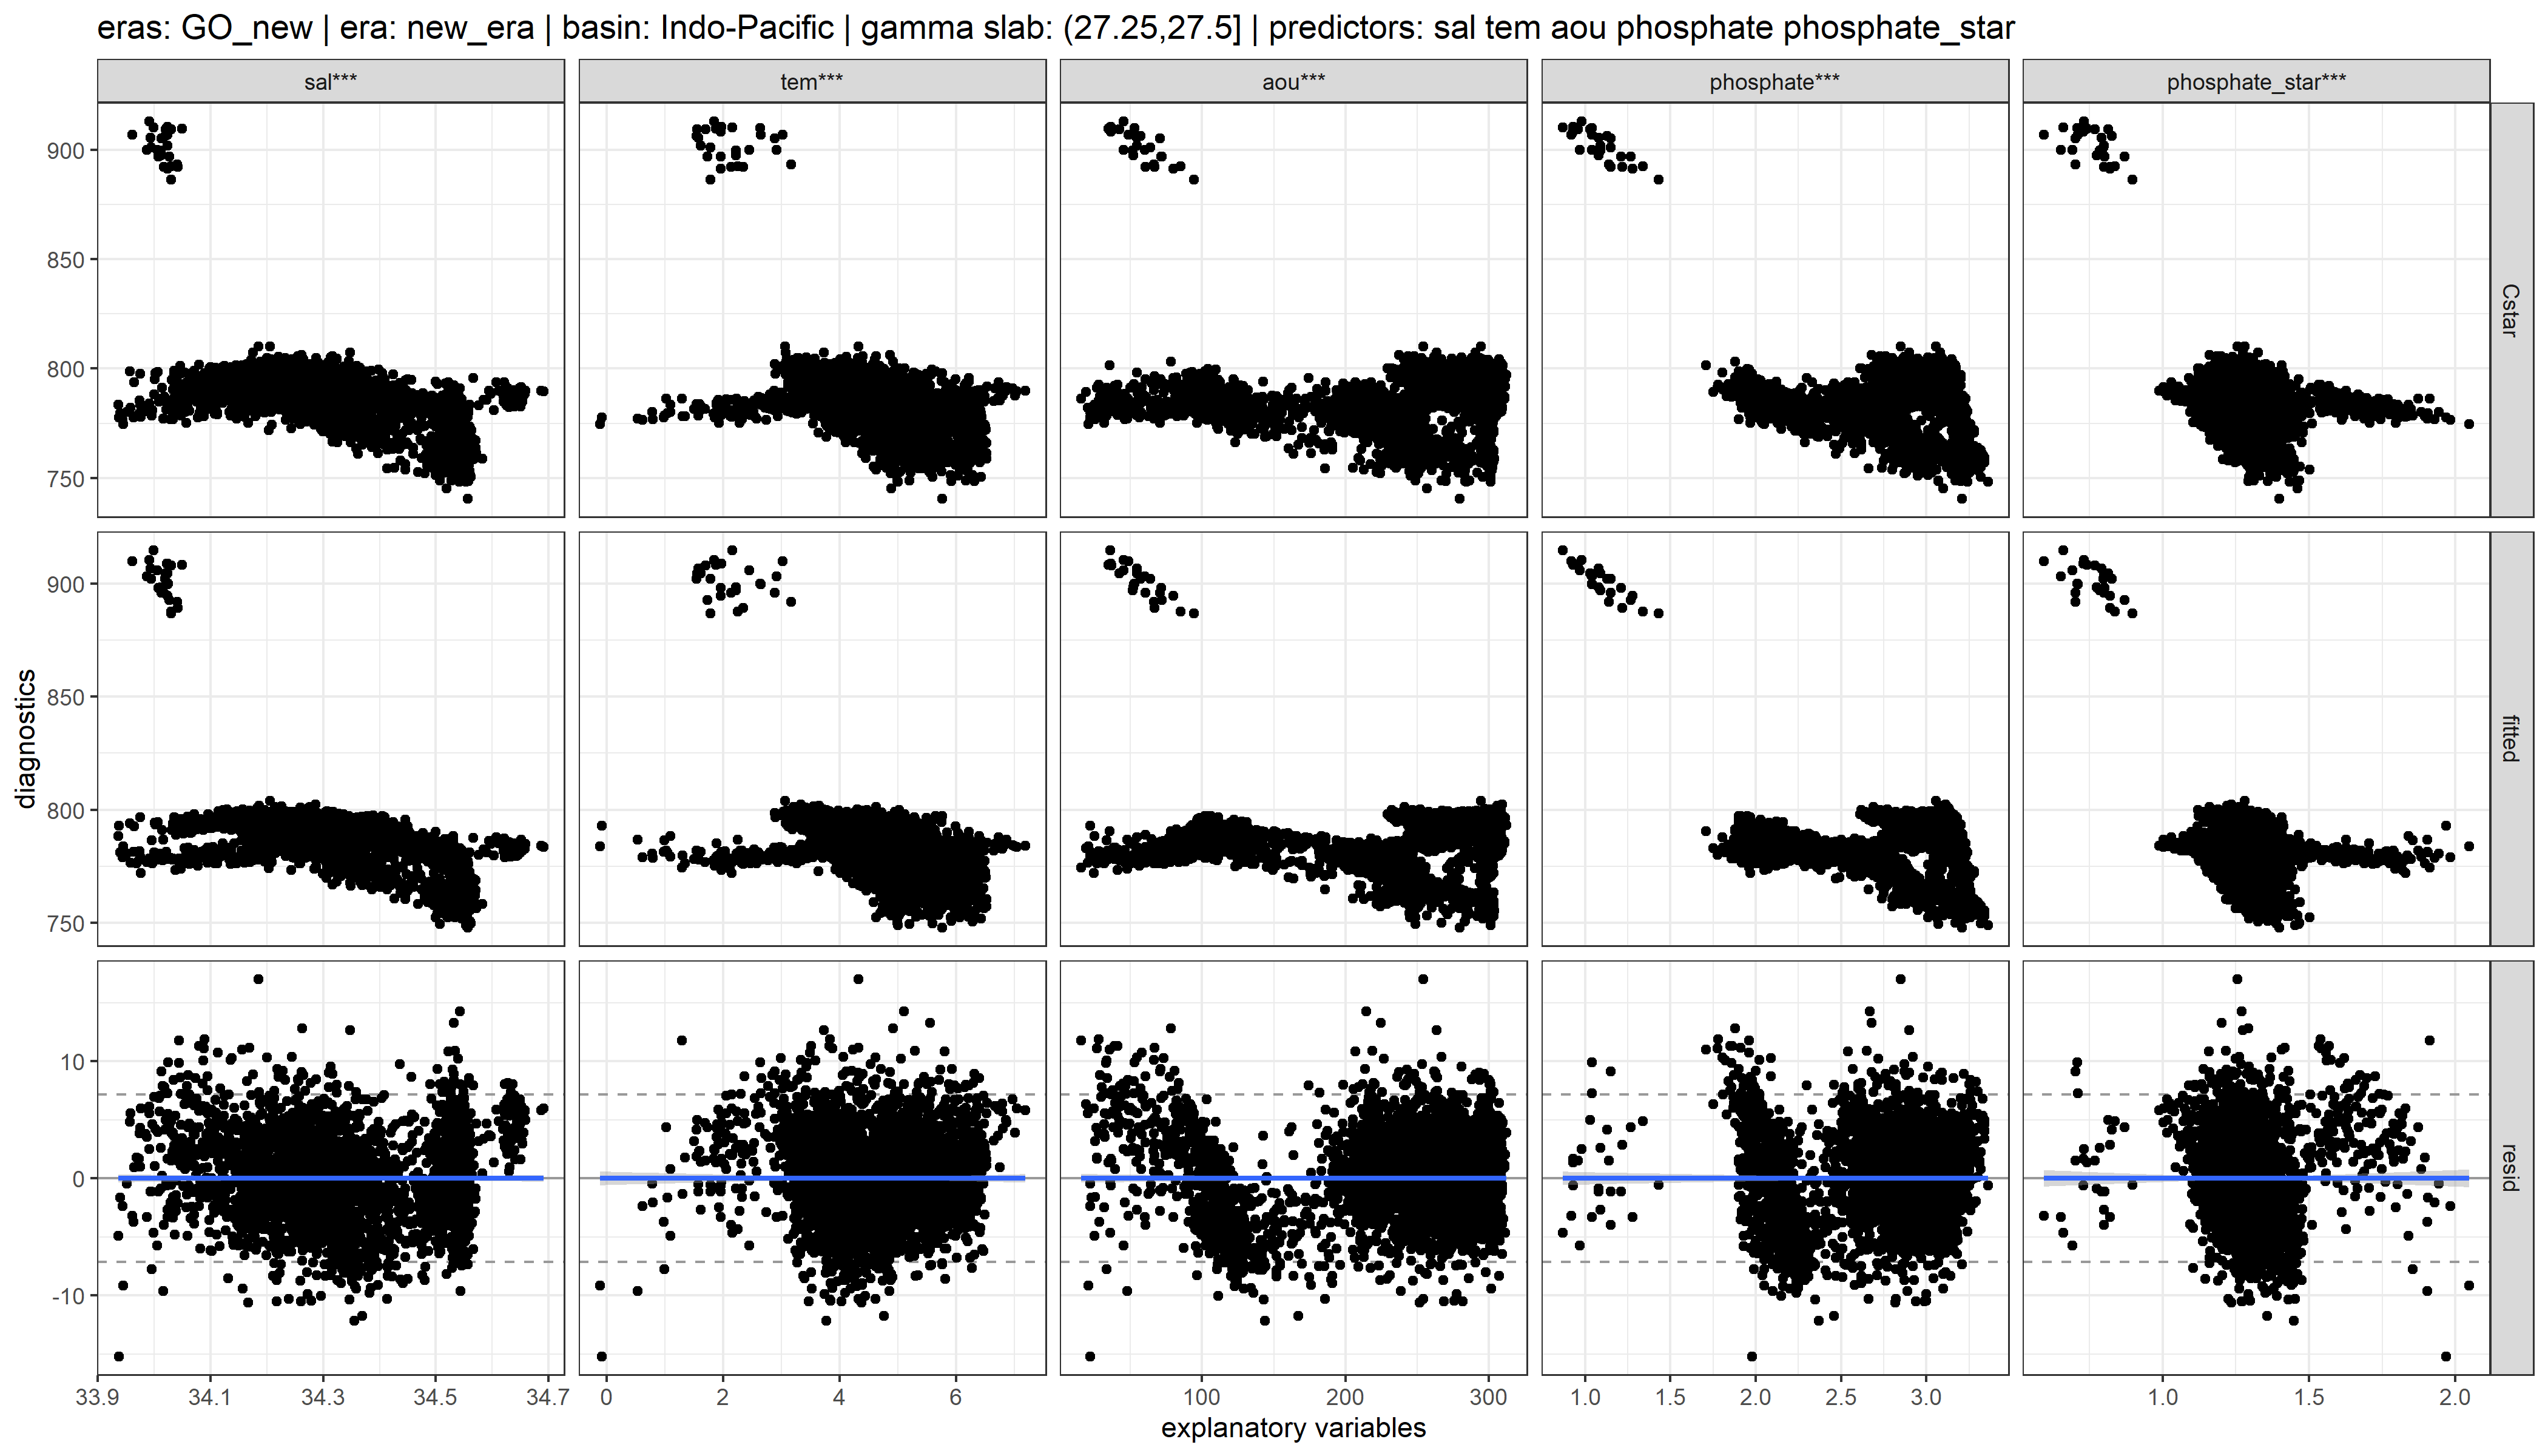 eras: GO_new | era: new_era | basin: Indo-Pacific | gamma slab: (27.25,27.5] | predictors: sal tem aou phosphate phosphate_star
sal***
tem***
aou***
phosphate***
phosphate_star***
900
850
800
750
Cstar
900
850
800
750
fitted
10
0
-10
resid
diagnostics
33.9 34.1 34.3 34.5 34.7
0 2 4 6
100 200 300
1.0 1.5 2.0 2.5 3.0
1.0 1.5 2.0
explanatory variables